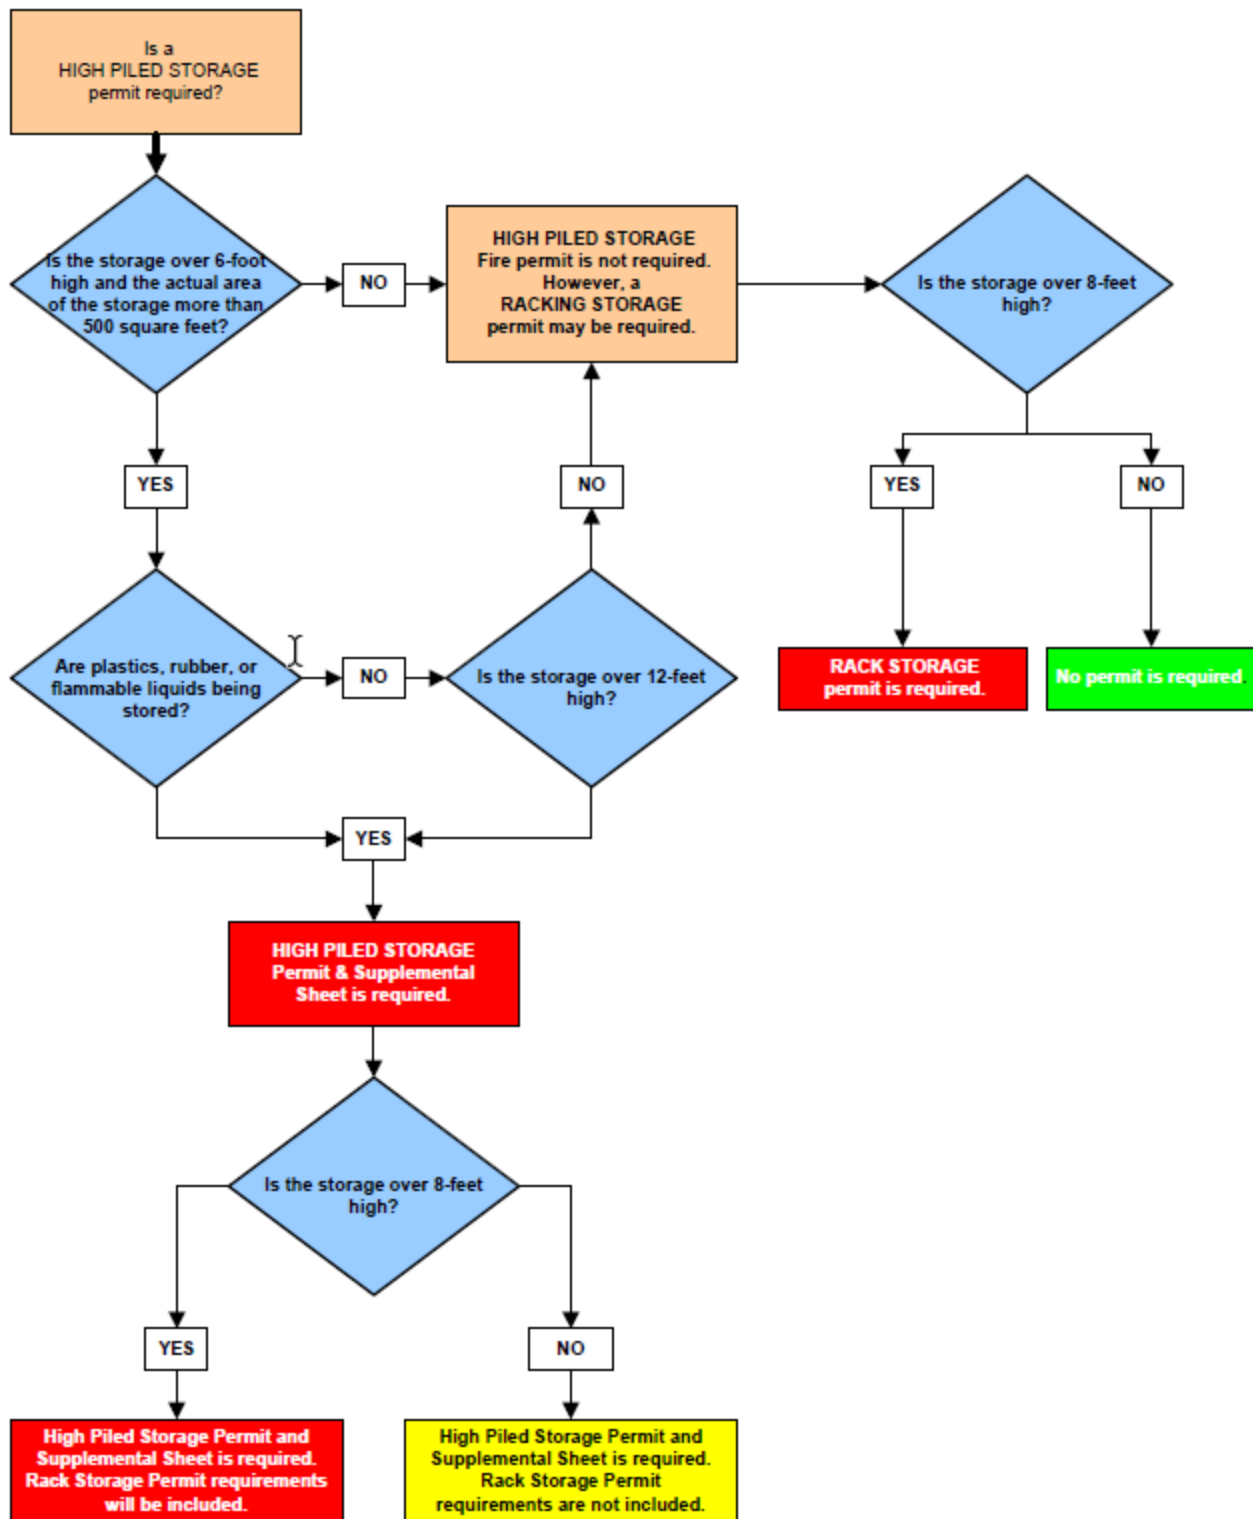 Is a
HIGH PILED STORAGE
permit required?
Is the storage over 6-foot
high and the actual area
of the storage more than
500 square feet?
NO
HIGH PILED STORAGE
Fire permit is not required.
However, a
RACKING STORAGE
permit may be required.
Is the storage over 8-feet
high?
YES
NO
YES
NO
Are plastics, rubber, or
flammable liquids being
stored?
NO
Is the storage over 12-feet
high?
RACK STORAGE
permit is required.
No permit is required.
YES
HIGH PILED STORAGE
Permit & Supplemental
Sheet is required.
Is the storage over 8-feet
high?
YES
NO
High Piled Storage Permit and
Supplemental Sheet is required.
Rack Storage Permit requirements
will be included.
High Piled Storage Permit and
Supplemental Sheet is required.
Rack Storage Permit
requirements are not included.